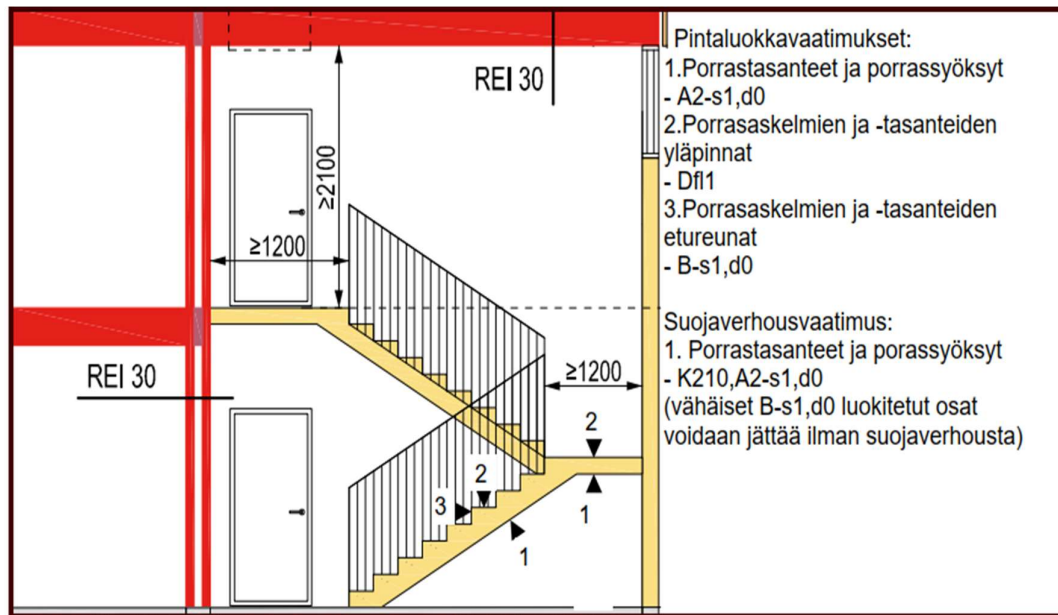 REI 30
≥2100
≥1200
REI 30
≥1200
2
2
3
1
1
Pintaluokkavaatimukset:
1.Porrastasanteet ja porrassyöksyt
- A2-s1,d0
2.Porrasaskelmien ja -tasanteiden
yläpinnat
- Dfl1
3.Porrasaskelmien ja -tasanteiden
etureunat
- B-s1,d0
Suojaverhousvaatimus:
1. Porrastasanteet ja porassyöksyt
- K210,A2-s1,d0
(vähäiset B-s1,d0 luokitetut osat
voidaan jättää ilman suojaverhousta)